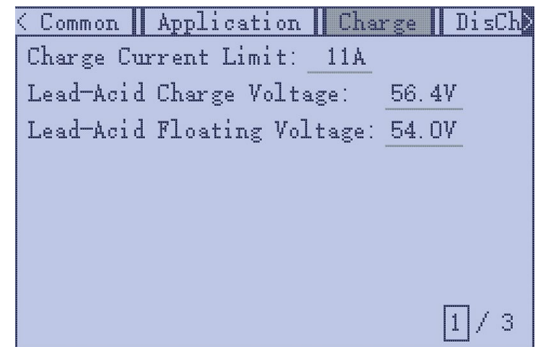 < Common Application Charge DisCh
Charge Current Limit: 11A
Lead-Acid Charge Voltage: 56.4V
Lead-Acid Floating Voltage: 54.0V
1 / 3